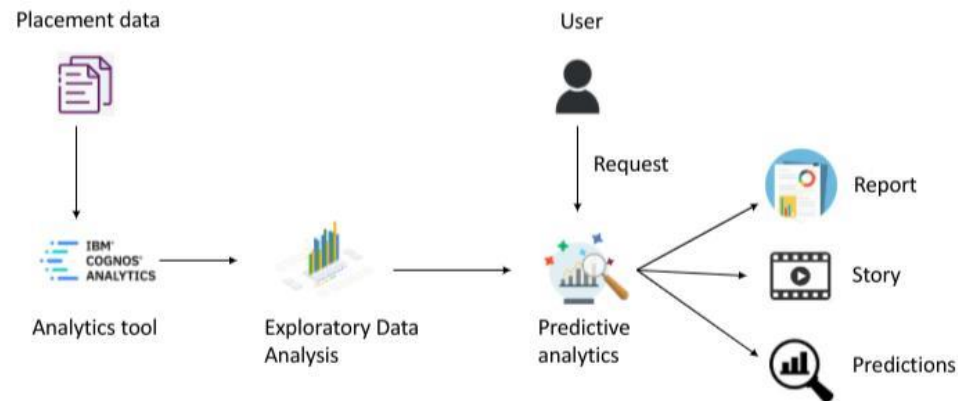 Placement data
User
Request
Report
IBM'
COGNOS'
ANALYTICS
Story
Analytics tool
Exploratory Data
Analysis
Predictive
analytics
Predictions